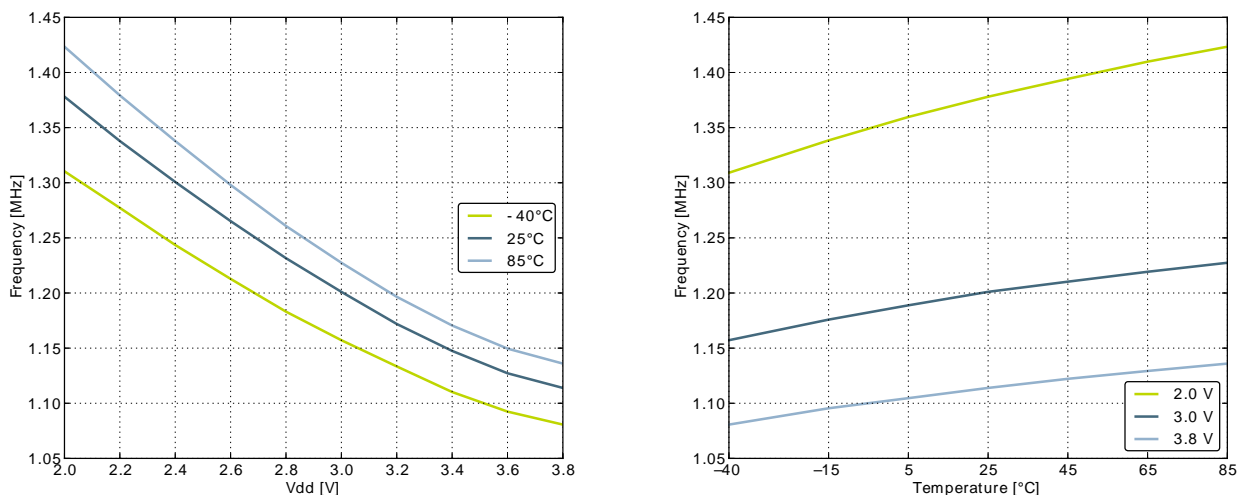 1.45
1.40
1.35
1.30
1.25
1.20
1.15
1.10
1.05
Frequency [MHz]
2.0 2.2 2.4 2.6 2.8 3.0 3.2 3.4 3.6 3.8
Vdd [V]
- 40°C
25°C
85°C
1.45
1.40
1.35
1.30
1.25
1.20
1.15
1.10
1.05
Frequency [MHz]
–40 –15 5 25 45 65 85
Temperature [°C]
2.0 V
3.0 V
3.8 V